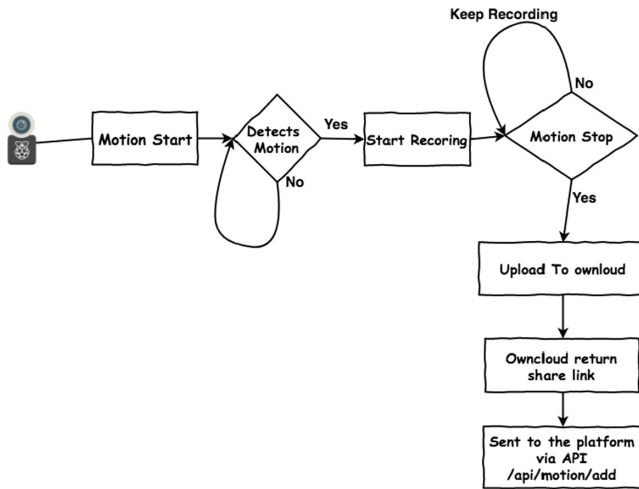 Keep Recording
No
Motion Start
Detects
Motion
Yes
No
Start Recoring
Motion Stop
Yes
Upload To ownloud
Owncloud return
share link
Sent to the platform
via API
/api/motion/add